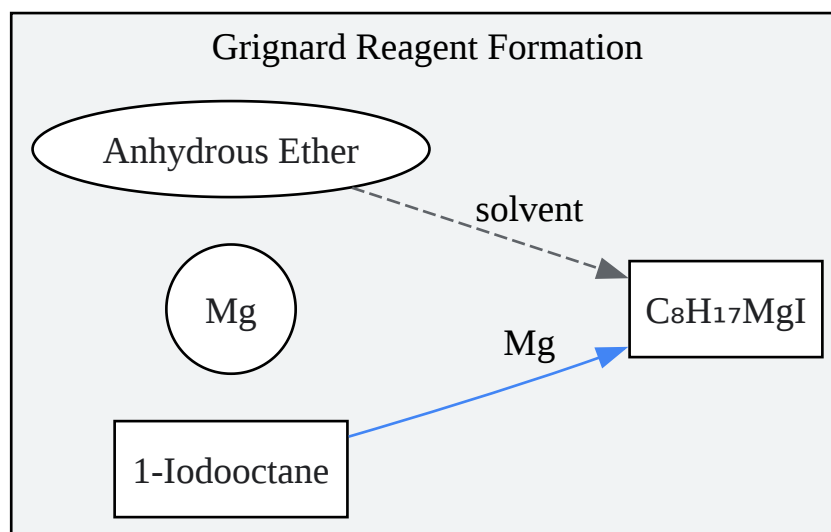 Grignard Reagent Formation
Anhydrous Ether
solvent
Mg
C₈H₁₇MgI
Mg
1-Iodooctane